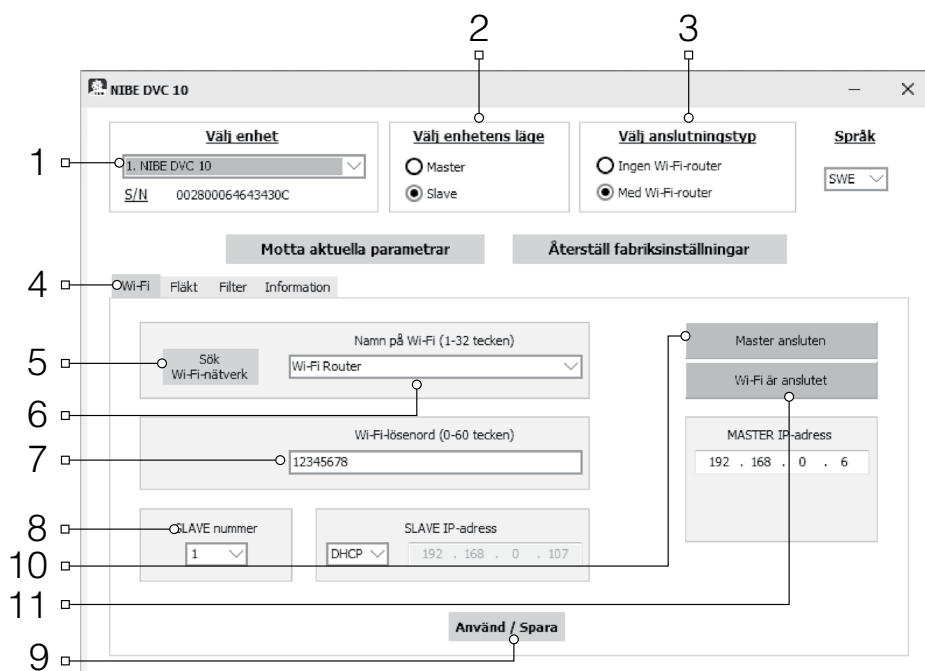 2
3
NIBE DVC 10
Välj enhet
Välj enhetens läge
Välj anslutningstyp
Språk
1
1. NIBE DVC 10
Master
Ingen Wi-Fi-router
SWE
S/N 002800064643430C
Slave
Med Wi-Fi-router
Motta aktuella parametrar
Återställ fabriksinställningar
4
Wi-Fi Fläkt Filter Information
Namn på Wi-Fi (1-32 tecken)
Master ansluten
5
Sök
Wi-Fi-nätverk
Wi-Fi Router
Wi-Fi är anslutet
6
Wi-Fi-lösenord (0-60 tecken)
MASTER IP-adress
7
12345678
192 . 168 . 0 . 6
8
SLAVE nummer
SLAVE IP-adress
1
DHCP
192 . 168 . 0 . 107
10
11
Använd / Spara
9